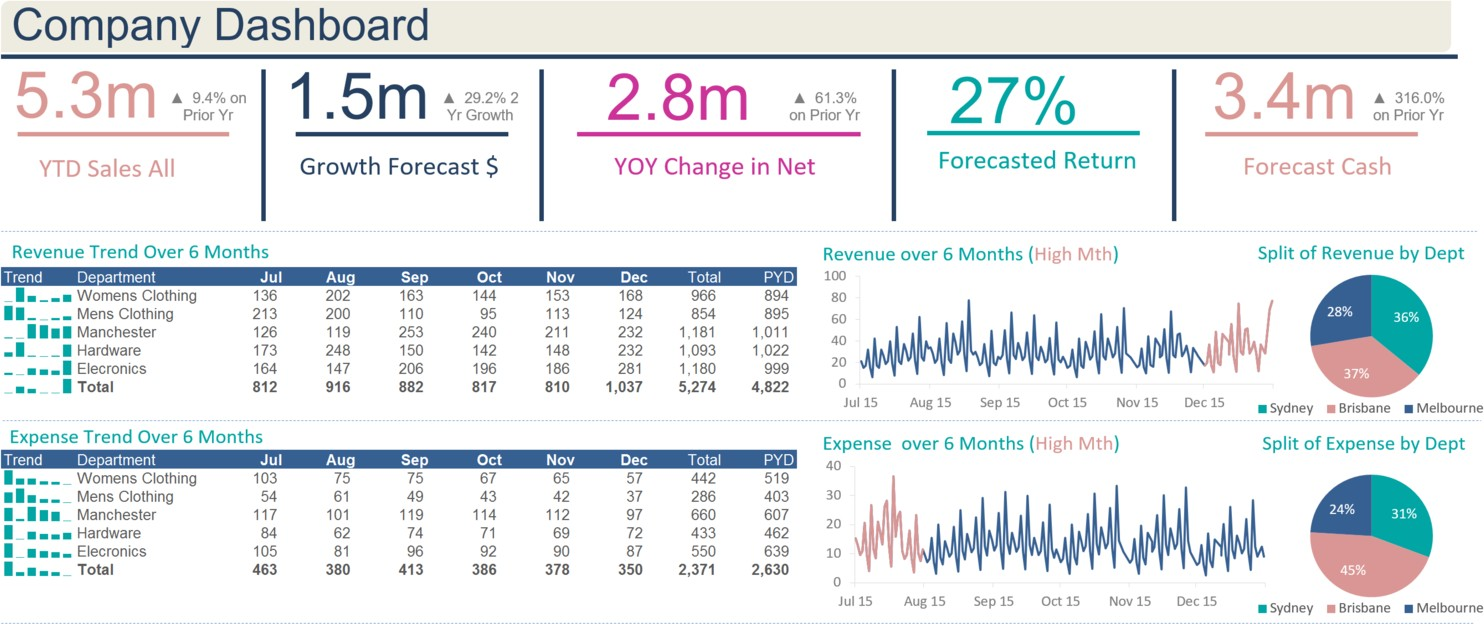 Company Dashboard
5.3m ▲ 9.4% on
Prior Yr
YTD Sales All
1.5m ▲ 29.2% 2
Yr Growth
Growth Forecast $
2.8m ▲ 61.3%
on Prior Yr
YOY Change in Net
27%
Forecasted Return
3.4m ▲ 316.0%
on Prior Yr
Forecast Cash
Revenue Trend Over 6 Months
Trend Department Jul Aug Sep Oct Nov Dec Total PYD
Womens Clothing 136 202 163 144 153 168 966 894
Mens Clothing 213 200 110 95 113 124 854 895
Manchester 126 119 253 240 211 232 1,181 1,011
Hardware 173 248 150 142 148 232 1,093 1,022
Elecronics 164 147 206 196 186 281 1,180 999
Total 812 916 882 817 810 1,037 5,274 4,822
Revenue over 6 Months (High Mth)
100
80
60
40
20
0
Jul 15 Aug 15 Sep 15 Oct 15 Nov 15 Dec 15
Split of Revenue by Dept
28% 36%
37%
Sydney Brisbane Melbourne
Expense Trend Over 6 Months
Trend Department Jul Aug Sep Oct Nov Dec Total PYD
Womens Clothing 103 75 75 67 65 57 442 519
Mens Clothing 54 61 49 43 42 37 286 403
Manchester 117 101 119 114 112 97 660 607
Hardware 84 62 74 71 69 72 433 462
Elecronics 105 81 96 92 90 87 550 639
Total 463 380 413 386 378 350 2,371 2,630
Expense over 6 Months (High Mth)
40
30
20
10
0
Jul 15 Aug 15 Sep 15 Oct 15 Nov 15 Dec 15
Split of Expense by Dept
24% 31%
45%
Sydney Brisbane Melbourne